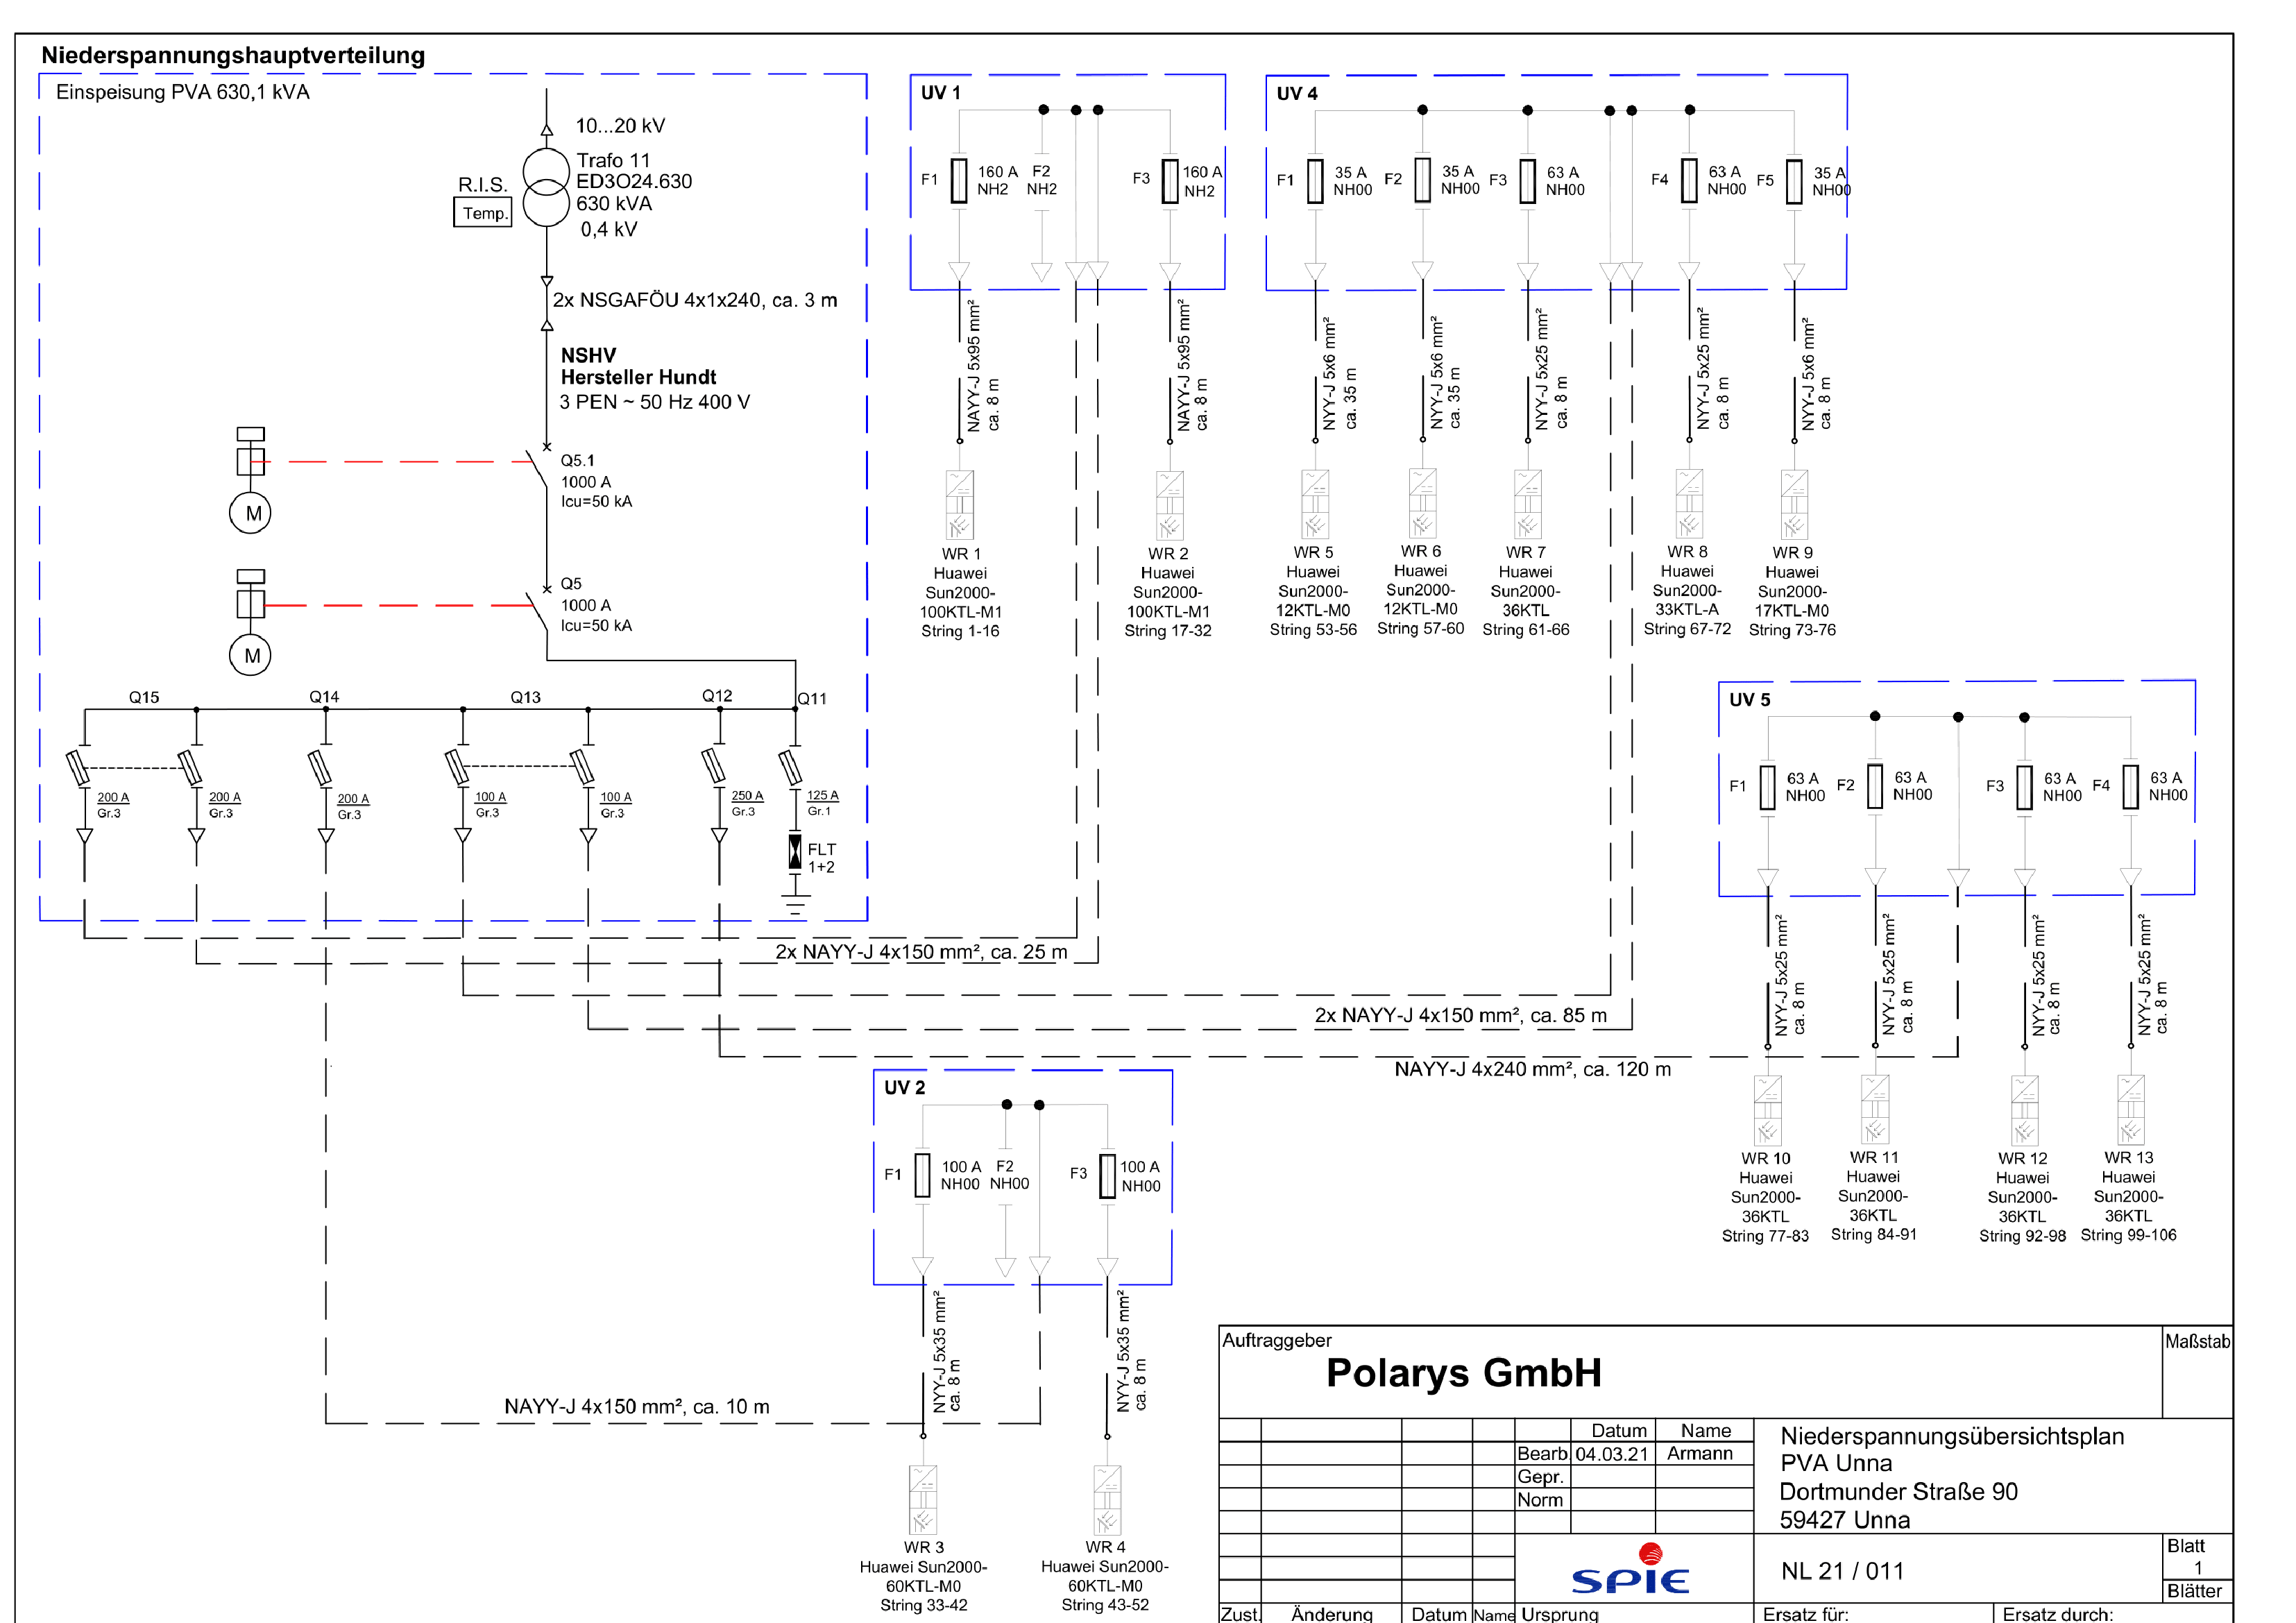 Niederspannungshauptverteilung
Einspeisung PVA 630,1 kVA
10...20 kV
Trafo 11
ED3O24.630
630 kVA
0,4 kV
R.I.S.
Temp.
2x NSGAFÖU 4x1x240, ca. 3 m
NSHV
Hersteller Hundt
3 PEN ~ 50 Hz 400 V
Q5.1
1000 A
Icu=50 kA
M
Q5
1000 A
Icu=50 kA
M
Q15
Q14
Q13
Q12
Q11
200 A
Gr.3
200 A
Gr.3
200 A
Gr.3
100 A
Gr.3
100 A
Gr.3
250 A
Gr.3
125 A
Gr.1
FLT
1+2
UV 1
F1
160 A
NH2
F2
NH2
F3
160 A
NH2
NAYY-J 5x95 mm²
ca. 8 m
NAYY-J 5x95 mm²
ca. 8 m
WR 1
Huawei
Sun2000-
100KTL-M1
String 1-16
WR 2
Huawei
Sun2000-
100KTL-M1
String 17-32
UV 4
F1
35 A
NH00
F2
35 A
NH00
F3
63 A
NH00
F4
63 A
NH00
F5
35 A
NH00
NYY-J 5x6 mm²
ca. 35 m
NYY-J 5x6 mm²
ca. 35 m
NYY-J 5x25 mm²
ca. 8 m
NYY-J 5x25 mm²
ca. 8 m
NYY-J 5x6 mm²
ca. 8 m
WR 5
Huawei
Sun2000-
12KTL-M0
String 53-56
WR 6
Huawei
Sun2000-
12KTL-M0
String 57-60
WR 7
Huawei
Sun2000-
36KTL
String 61-66
WR 8
Huawei
Sun2000-
33KTL-A
String 67-72
WR 9
Huawei
Sun2000-
17KTL-M0
String 73-76
UV 5
F1
63 A
NH00
F2
63 A
NH00
F3
63 A
NH00
F4
63 A
NH00
NYY-J 5x25 mm²
ca. 8 m
NYY-J 5x25 mm²
ca. 8 m
NYY-J 5x25 mm²
ca. 8 m
NYY-J 5x25 mm²
ca. 8 m
WR 10
Huawei
Sun2000-
36KTL
String 77-83
WR 11
Huawei
Sun2000-
36KTL
String 84-91
WR 12
Huawei
Sun2000-
36KTL
String 92-98
WR 13
Huawei
Sun2000-
36KTL
String 99-106
2x NAYY-J 4x150 mm², ca. 25 m
2x NAYY-J 4x150 mm², ca. 85 m
NAYY-J 4x240 mm², ca. 120 m
UV 2
F1
100 A
NH00
F2
NH00
F3
100 A
NH00
NYY-J 5x35 mm²
ca. 8 m
NYY-J 5x35 mm²
ca. 8 m
NAYY-J 4x150 mm², ca. 10 m
WR 3
Huawei Sun2000-
60KTL-M0
String 33-42
WR 4
Huawei Sun2000-
60KTL-M0
String 43-52
Auftraggeber
Polarys GmbH
Maßstab
Datum Name
Bearb. 04.03.21 Armann
Gepr.
Norm
Niederspannungsübersichtsplan
PVA Unna
Dortmunder Straße 90
59427 Unna
SPIE
NL 21 / 011
Blatt
1
Blätter
Zust. Änderung Datum Name Ursprung Ersatz für: Ersatz durch: